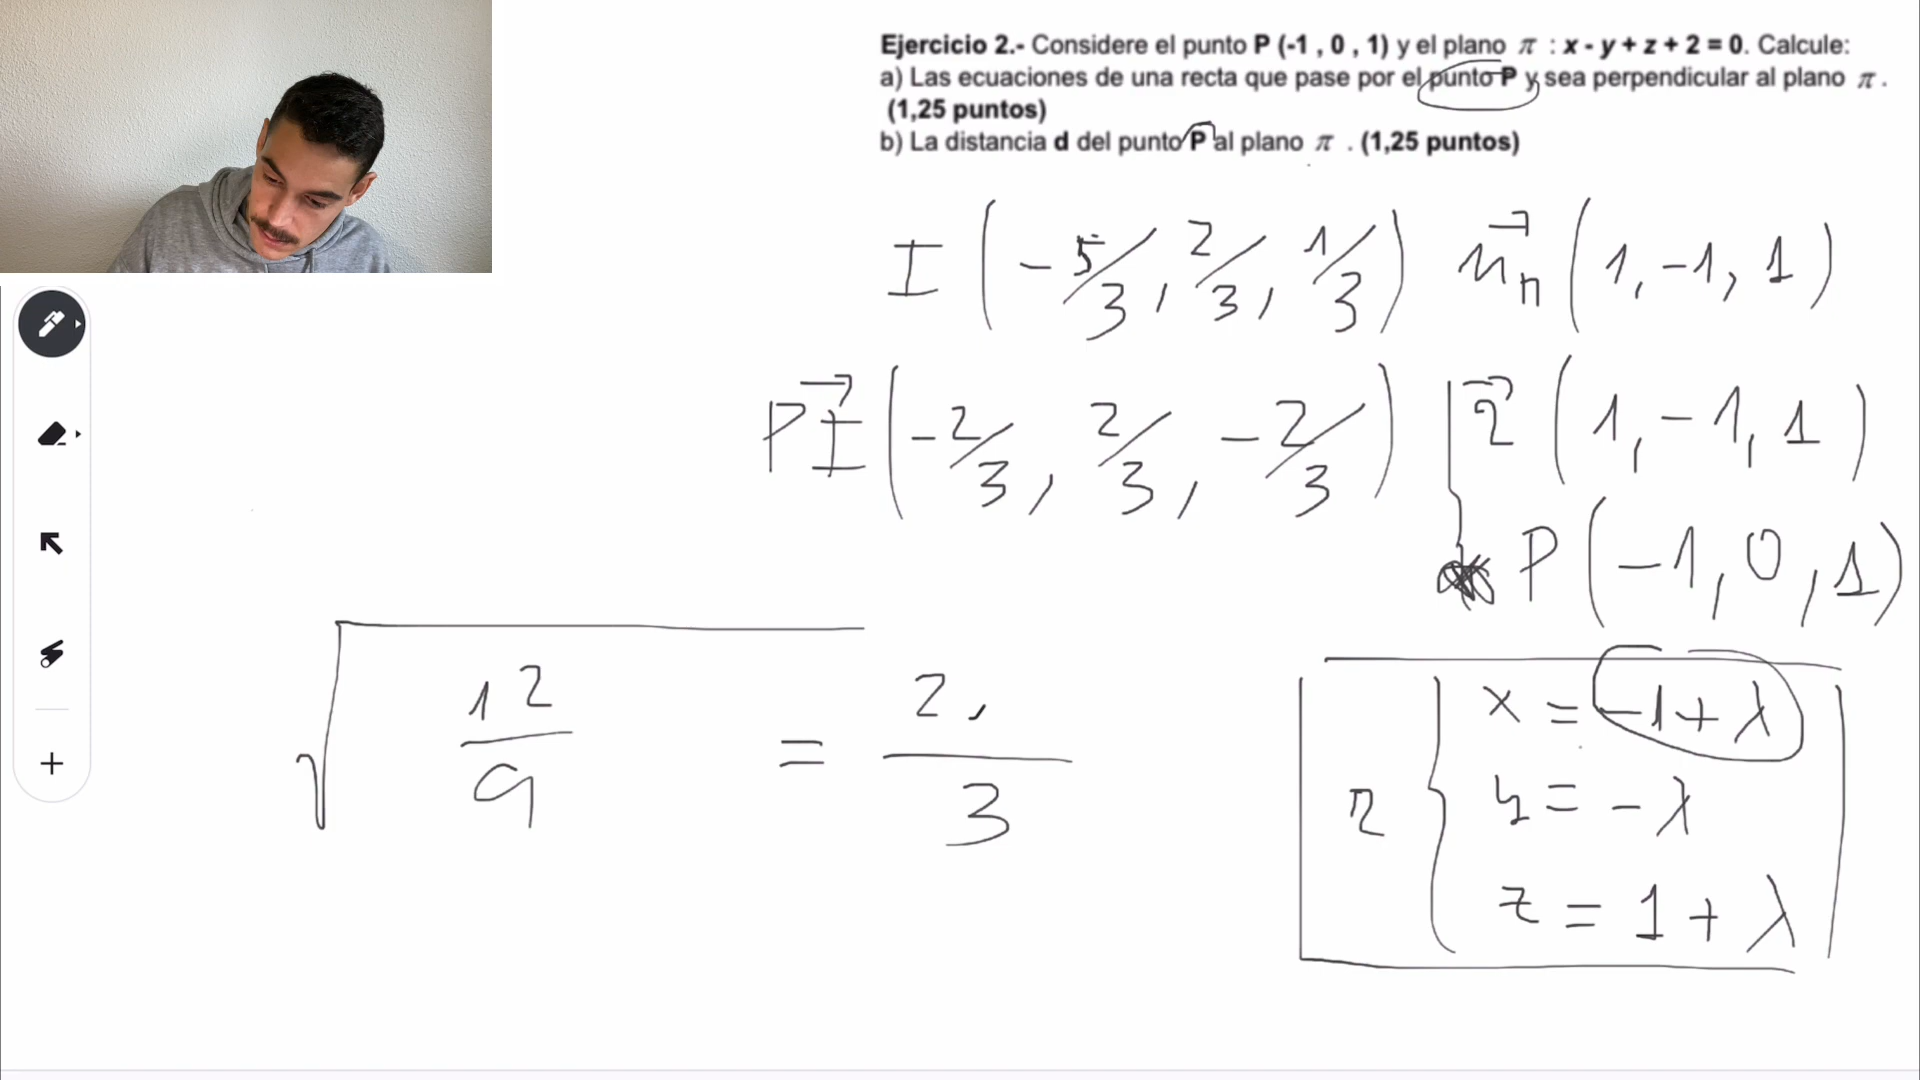 Ejercicio 2.- Considere el punto P (-1 , 0 , 1) y el plano π : x - y + z + 2 = 0. Calcule:
a) Las ecuaciones de una recta que pase por el punto P y sea perpendicular al plano π .
(1,25 puntos)
b) La distancia d del punto P al plano π . (1,25 puntos)
I (-5/3, 2/3, 1/3) n⃗n (1, -1, 1)
PI⃗ (-2/3, 2/3, -2/3) r⃗ (1, -1, 1)
P (-1, 0, 1)
√12/9 = 2, / 3
r { x = -1 + λ
y = - λ
z = 1 + λ